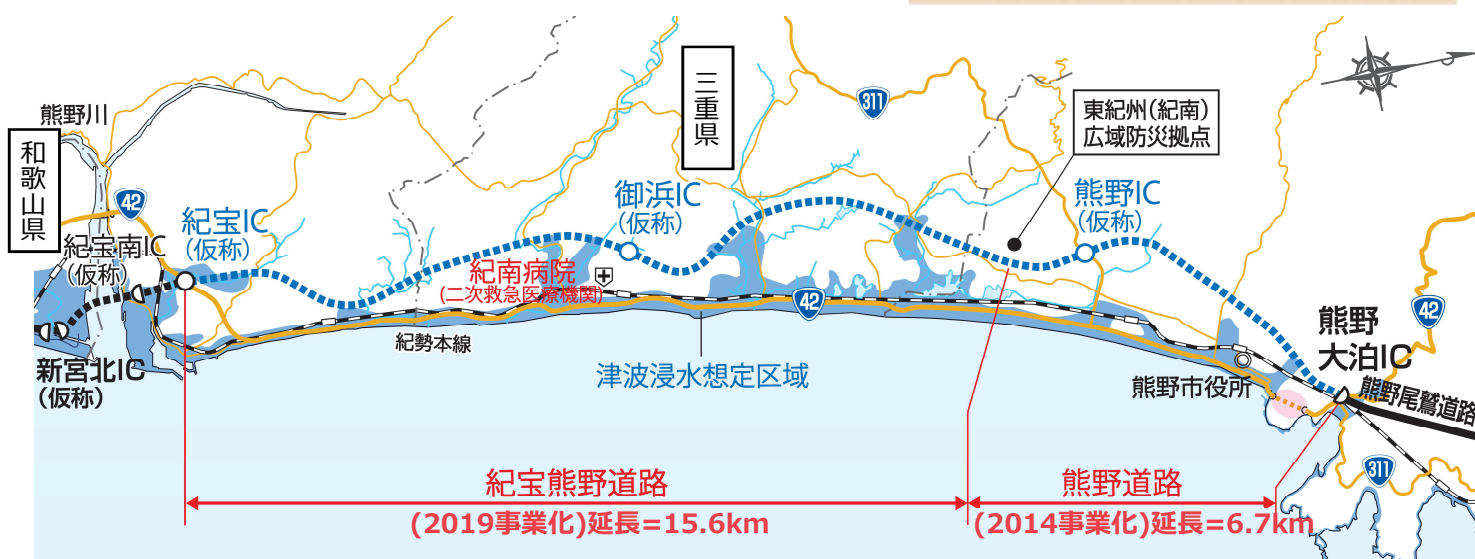 熊野川
和歌山県
三重県
311
東紀州(紀南)
広域防災拠点
42
紀宝IC
(仮称)
御浜IC
(仮称)
熊野IC
(仮称)
紀宝南IC
(仮称)
紀南病院
(二次救急医療機関)
42
42
新宮北IC
(仮称)
紀勢本線
津波浸水想定区域
熊野
大泊IC
熊野市役所
熊野尾鷲道路
311
紀宝熊野道路
(2019事業化)延長=15.6km
熊野道路
(2014事業化)延長=6.7km